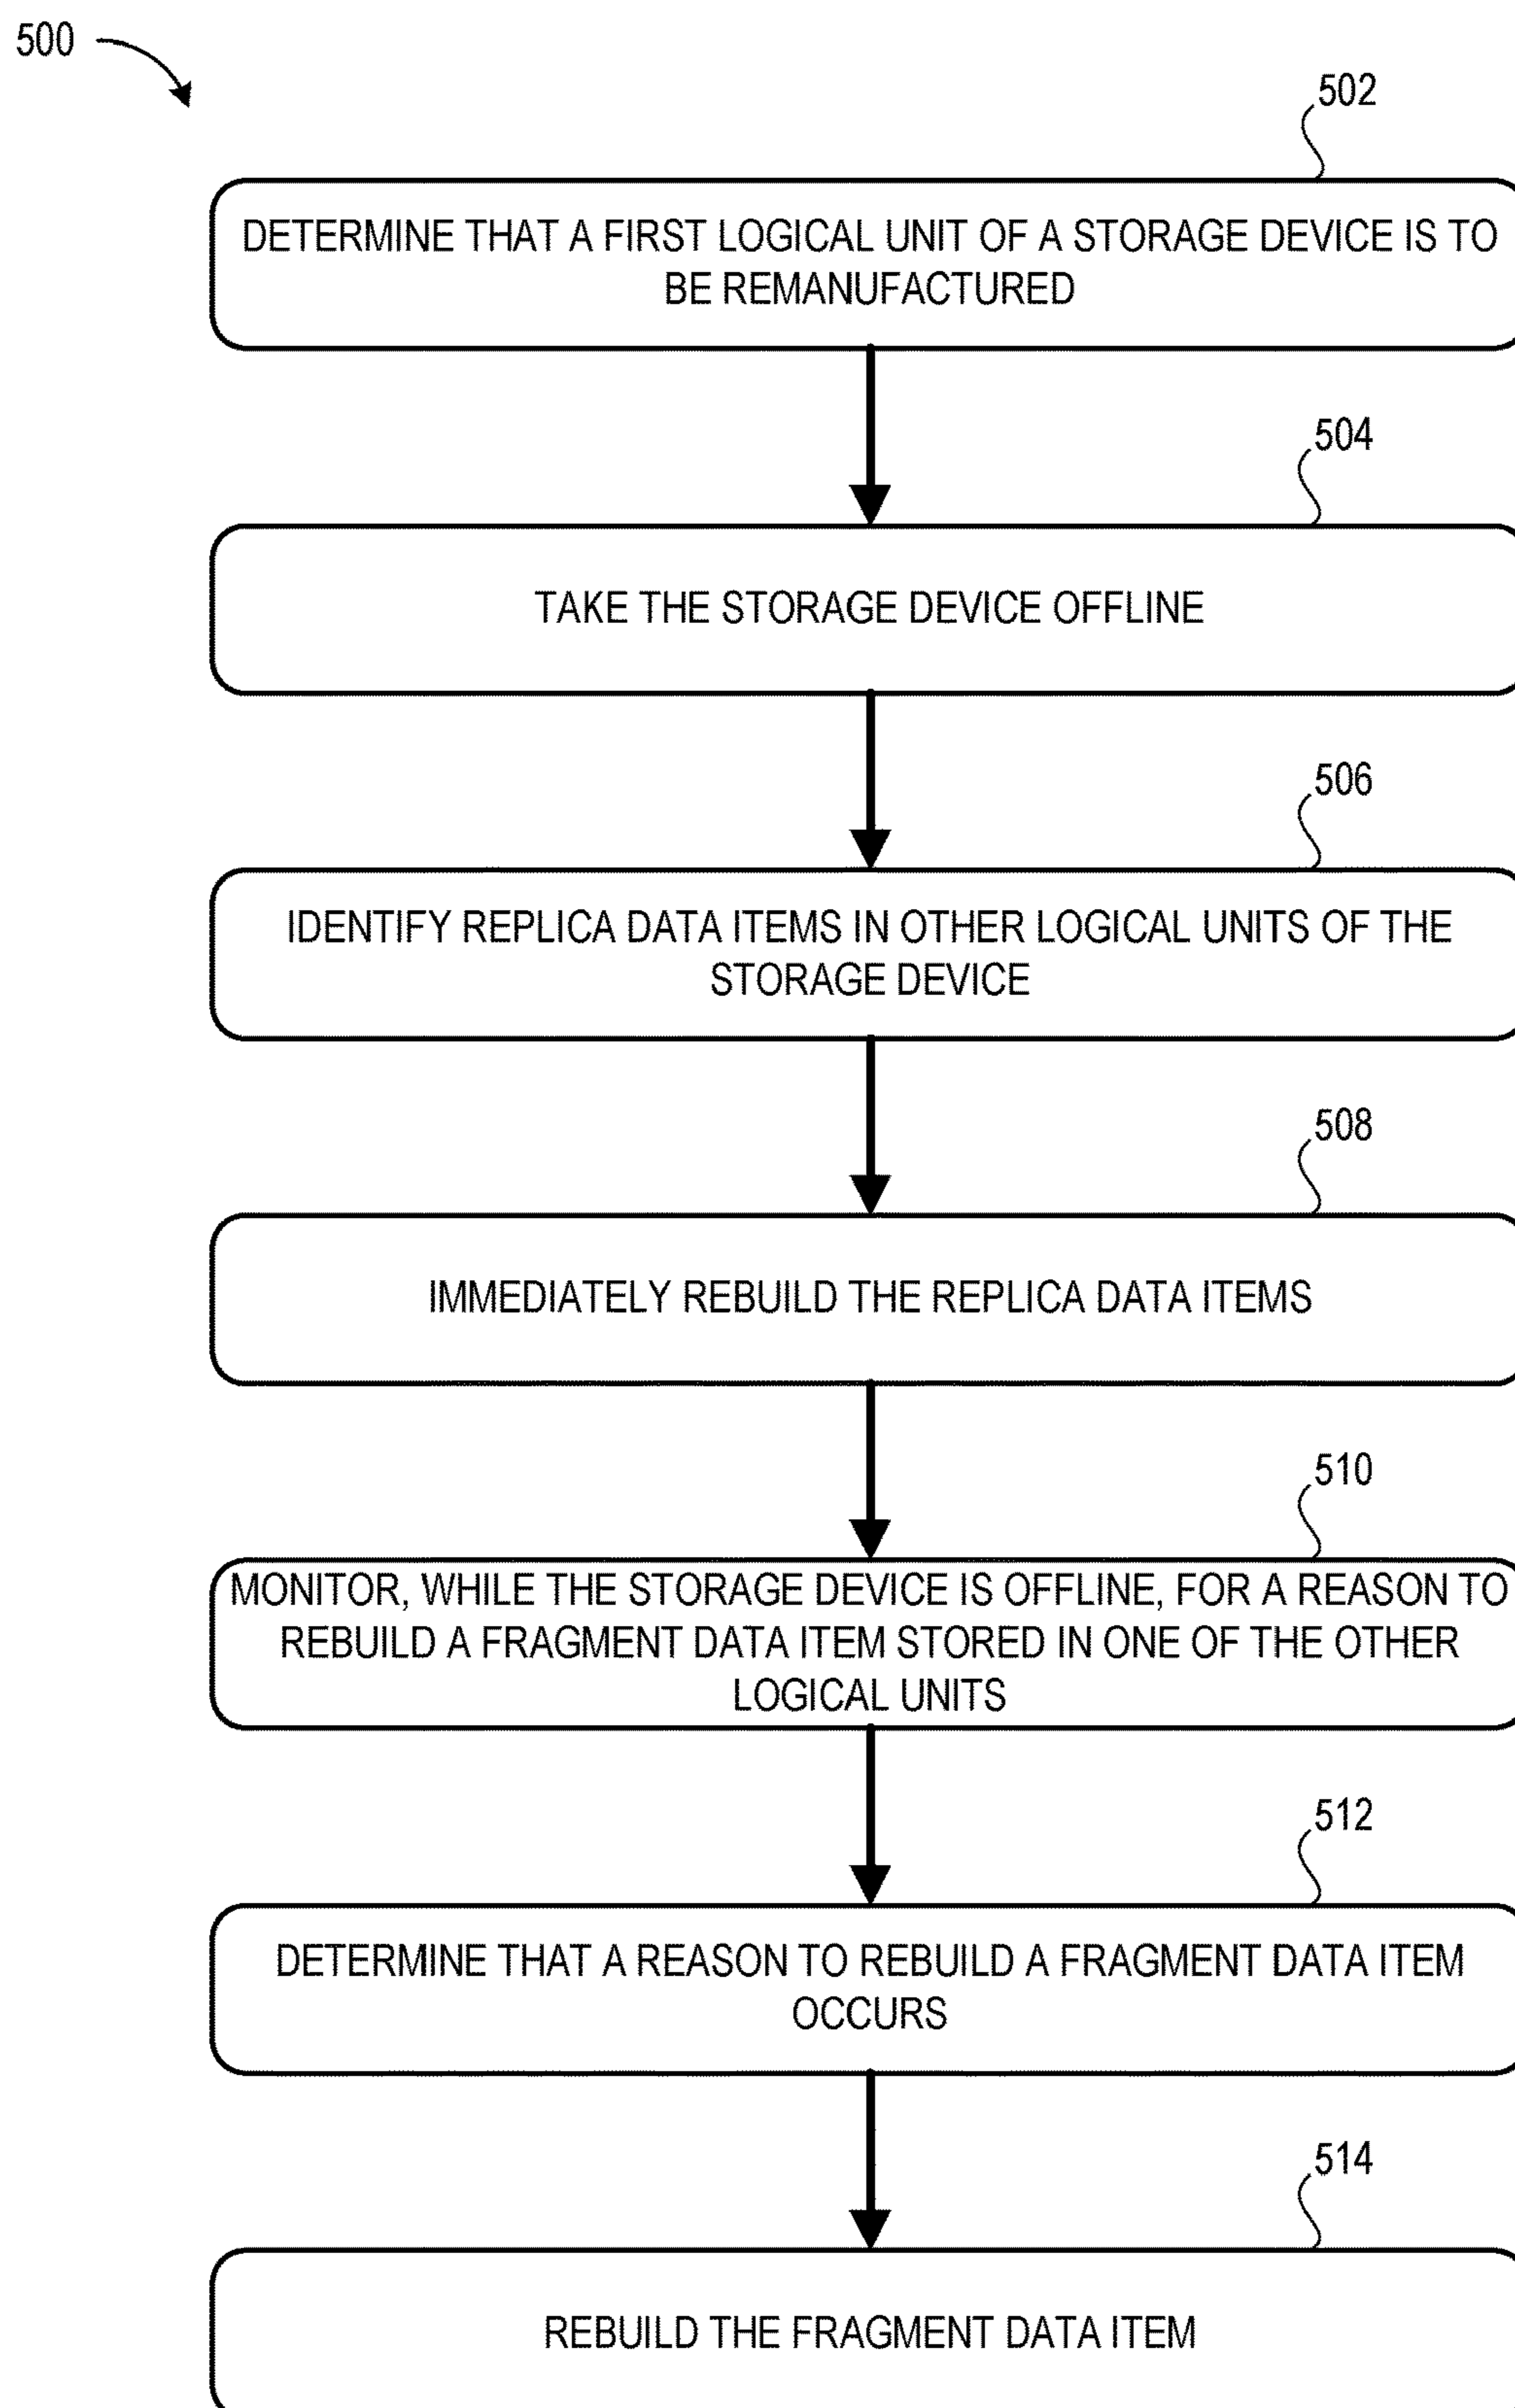 500
502
DETERMINE THAT A FIRST LOGICAL UNIT OF A STORAGE DEVICE IS TO
BE REMANUFACTURED
504
TAKE THE STORAGE DEVICE OFFLINE
506
IDENTIFY REPLICA DATA ITEMS IN OTHER LOGICAL UNITS OF THE
STORAGE DEVICE
508
IMMEDIATELY REBUILD THE REPLICA DATA ITEMS
510
MONITOR, WHILE THE STORAGE DEVICE IS OFFLINE, FOR A REASON TO
REBUILD A FRAGMENT DATA ITEM STORED IN ONE OF THE OTHER
LOGICAL UNITS
512
DETERMINE THAT A REASON TO REBUILD A FRAGMENT DATA ITEM
OCCURS
514
REBUILD THE FRAGMENT DATA ITEM